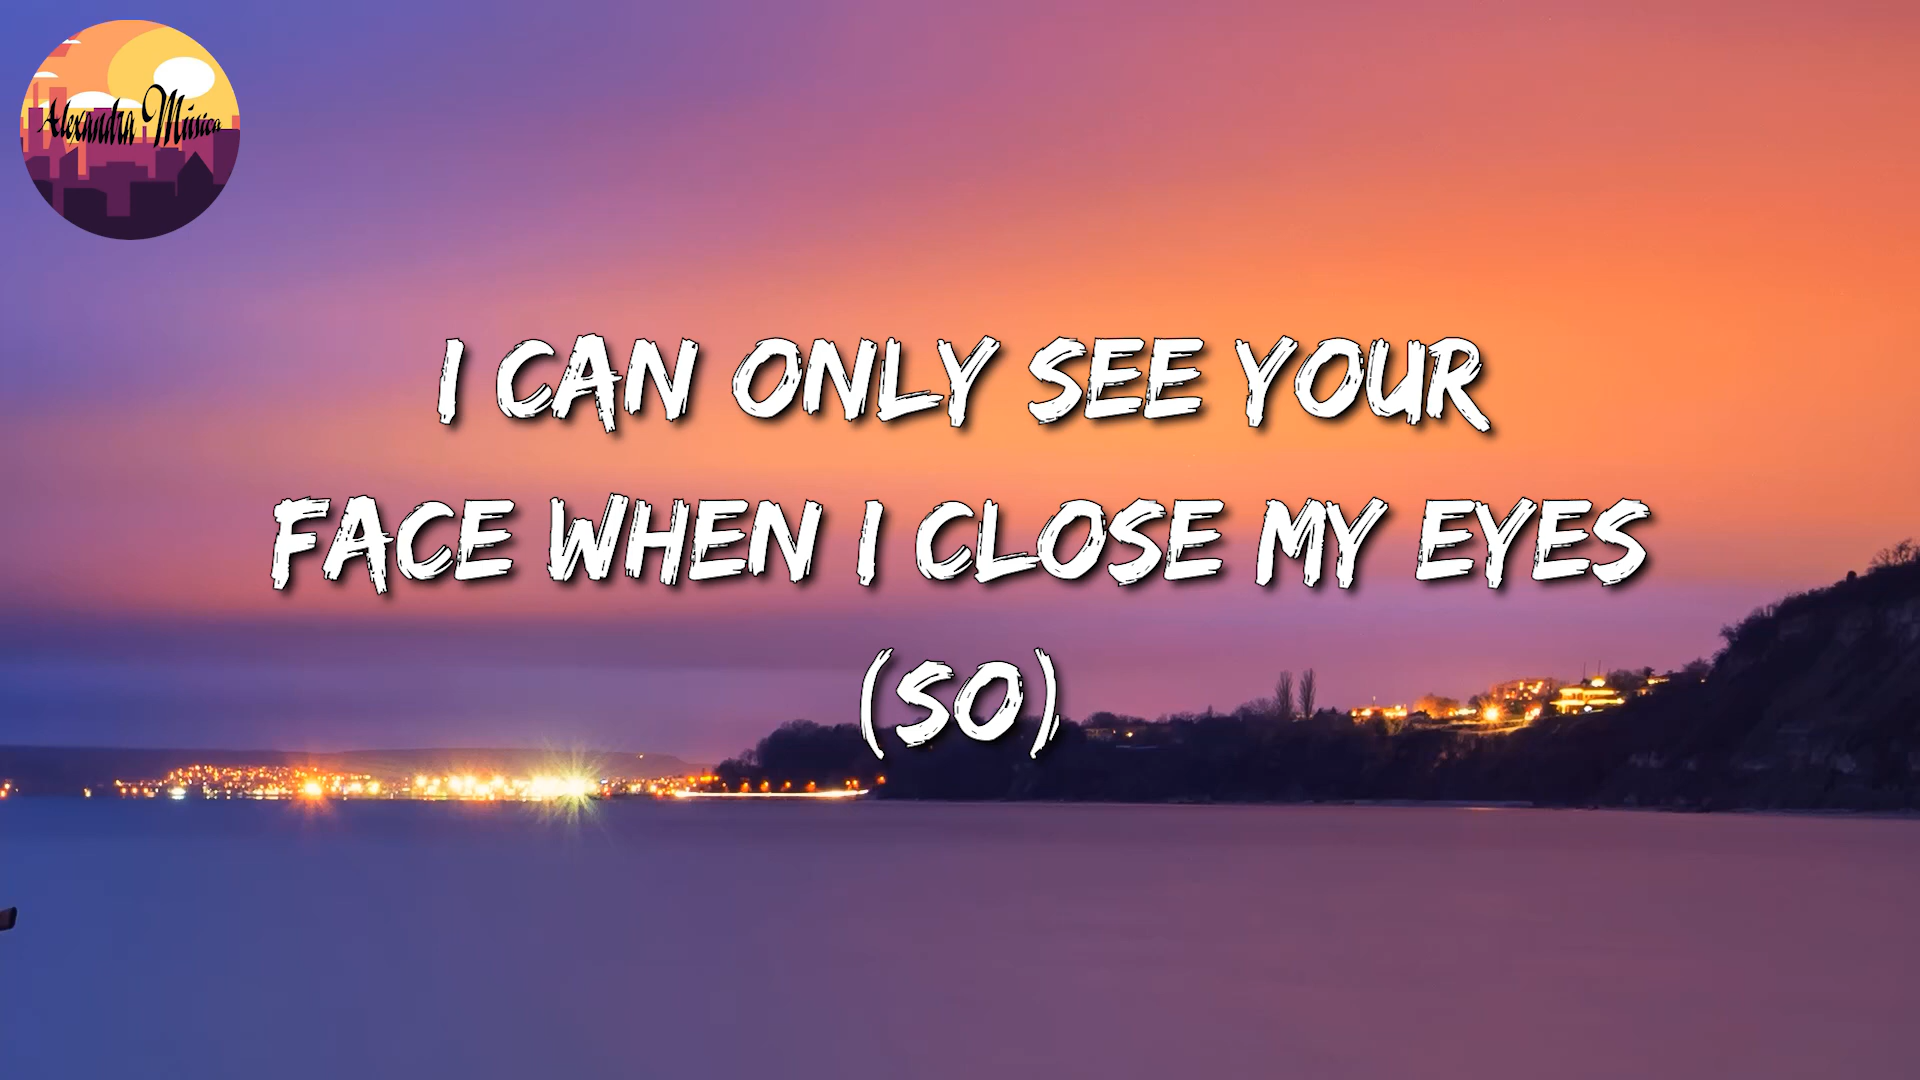 Alexandra Música
I CAN ONLY SEE YOUR
FACE WHEN I CLOSE MY EYES
(SO)